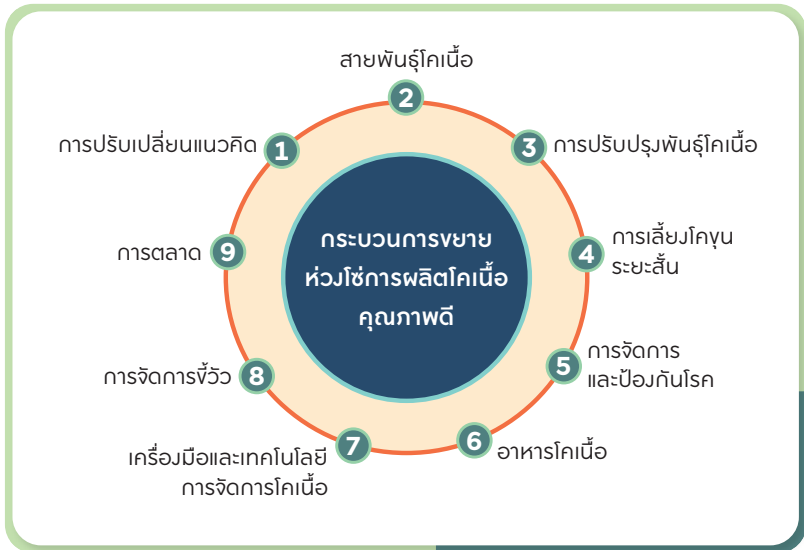 กระบวนการขยาย
ห่วงโซ่การผลิตโคเนื้อ
คุณภาพดี
1
การปรับเปลี่ยนแนวคิด
2
สายพันธุ์โคเนื้อ
3
การปรับปรุงพันธุ์โคเนื้อ
4
การเลี้ยงโคขุน
ระยะสั้น
5
การจัดการ
และป้องกันโรค
6
อาหารโคเนื้อ
7
เครื่องมือและเทคโนโลยี
การจัดการโคเนื้อ
8
การจัดการขี้วัว
9
การตลาด